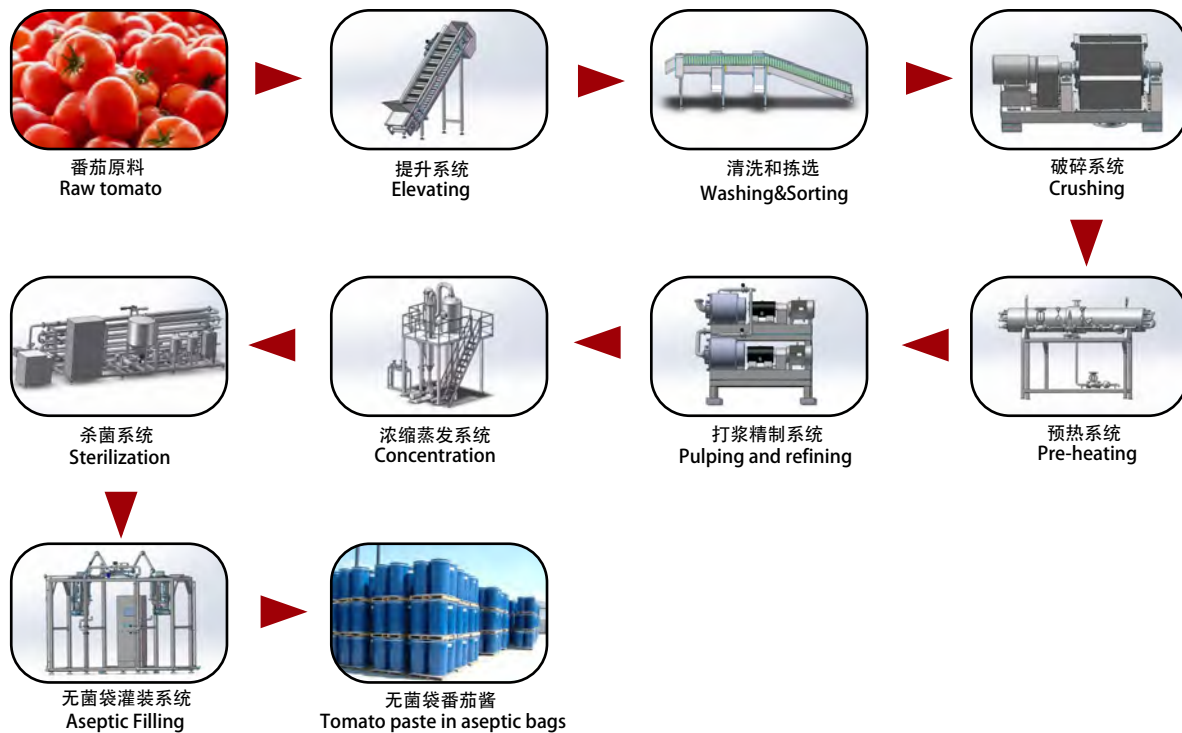 番茄原料
Raw tomato
提升系统
Elevating
清洗和拣选
Washing&Sorting
破碎系统
Crushing
杀菌系统
Sterilization
浓缩蒸发系统
Concentration
打浆精制系统
Pulping and refining
预热系统
Pre-heating
无菌袋灌装系统
Aseptic Filling
无菌袋番茄酱
Tomato paste in aseptic bags